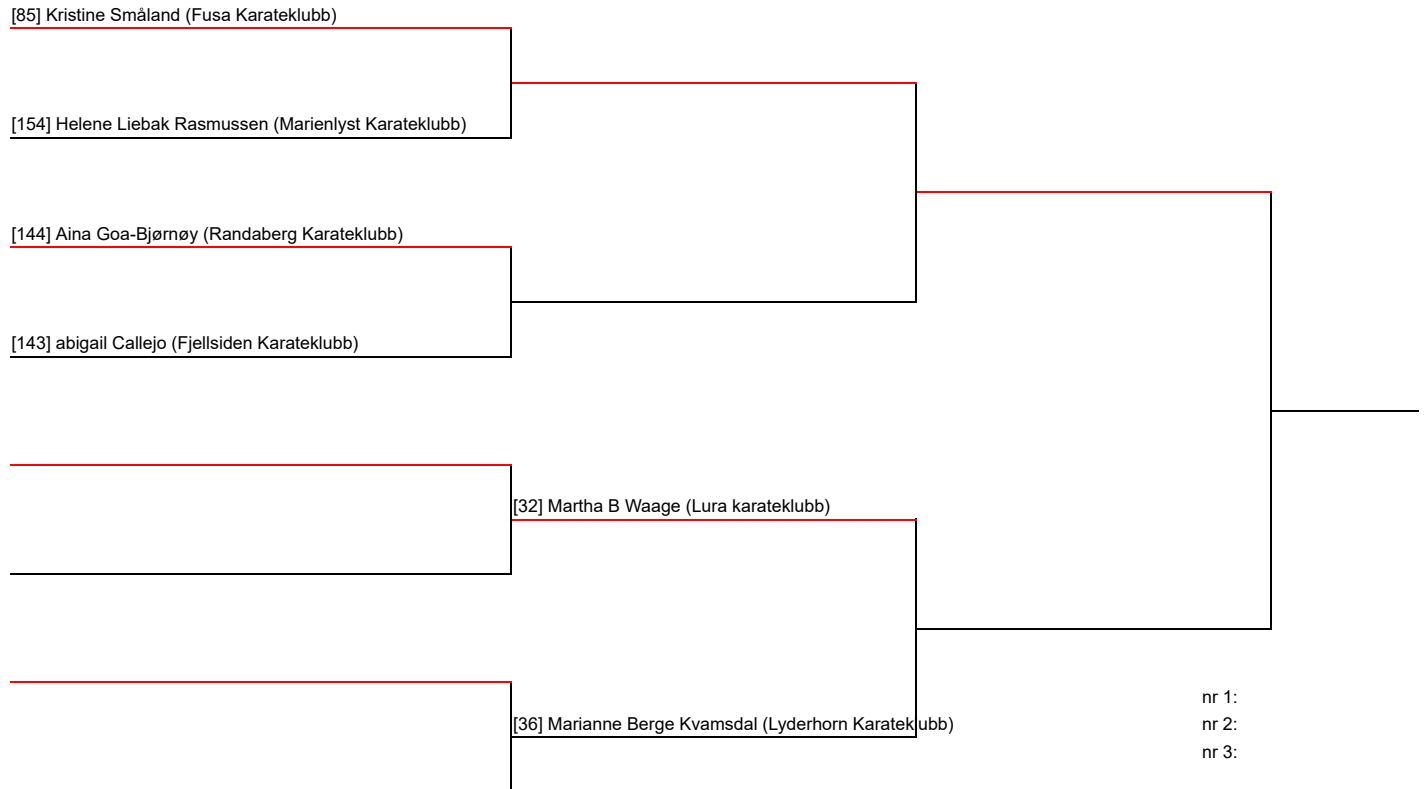 [85] Kristine Småland (Fusa Karateklubb)
[154] Helene Liebak Rasmussen (Marienlyst Karateklubb)
[144] Aina Goa-Bjørnøy (Randaberg Karateklubb)
[143] abigail Callejo (Fjellsiden Karateklubb)
[32] Martha B Waage (Lura karateklubb)
[36] Marianne Berge Kvamsdal (Lyderhorn Karateklubb)
nr 1:
nr 2:
nr 3: